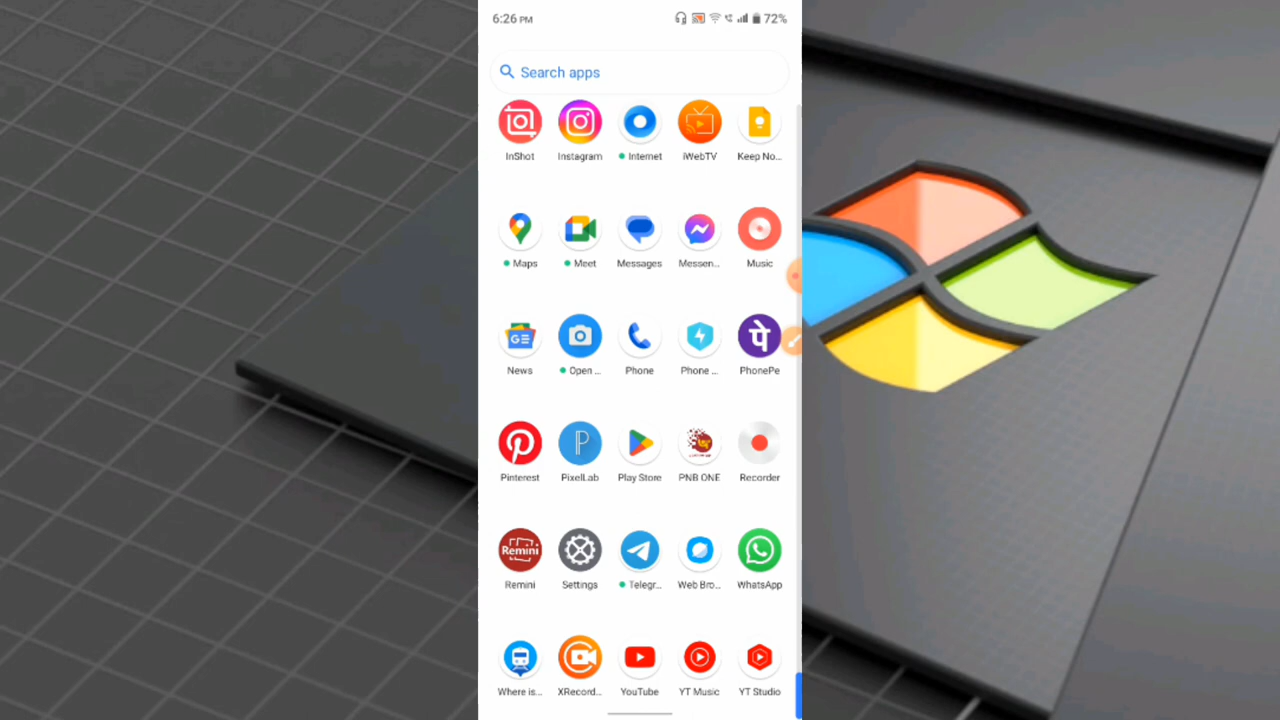 6:26 PM 72%
Search apps
InShot Instagram Internet iWebTV Keep No...
Maps Meet Messages Messen... Music
GE पे
News Open ... Phone Phone ... PhonePe
P
Pinterest PixelLab Play Store PNB ONE Recorder
Remini
Remini Settings Telegr... Web Bro... WhatsApp
Where is... XRecord... YouTube YT Music YT Studio